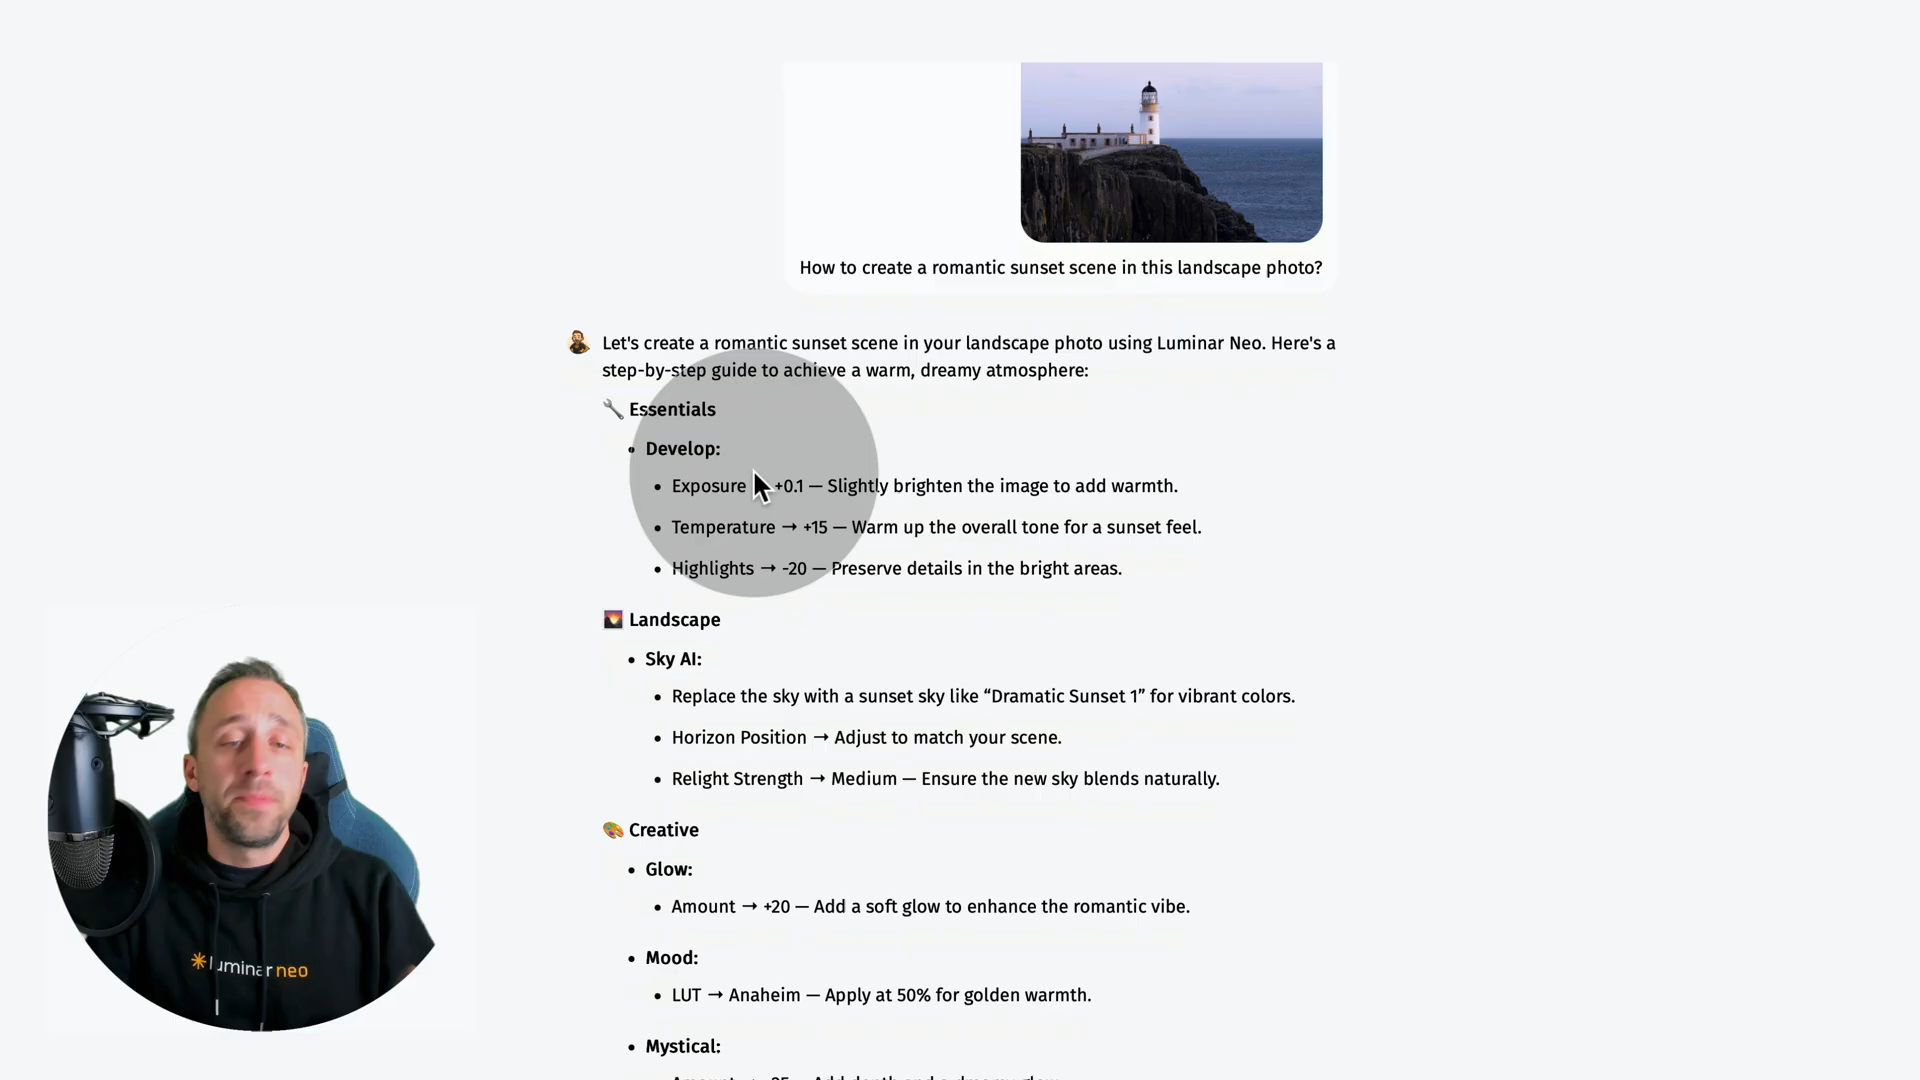 How to create a romantic sunset scene in this landscape photo?
Let's create a romantic sunset scene in your landscape photo using Luminar Neo. Here's a
step-by-step guide to achieve a warm, dreamy atmosphere:
🔧 Essentials
• Develop:
• Exposure +0.1 — Slightly brighten the image to add warmth.
• Temperature → +15 — Warm up the overall tone for a sunset feel.
• Highlights → -20 — Preserve details in the bright areas.
🌄 Landscape
• Sky AI:
• Replace the sky with a sunset sky like “Dramatic Sunset 1” for vibrant colors.
• Horizon Position → Adjust to match your scene.
• Relight Strength → Medium — Ensure the new sky blends naturally.
🎨 Creative
• Glow:
• Amount → +20 — Add a soft glow to enhance the romantic vibe.
• Mood:
• LUT → Anaheim — Apply at 50% for golden warmth.
• Mystical:
luminar neo